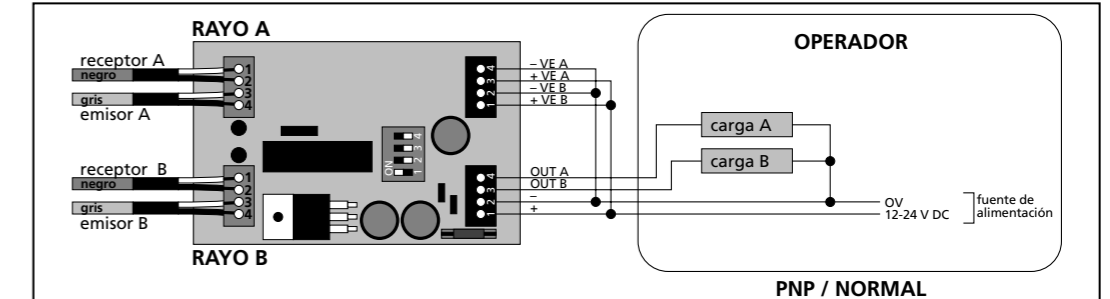 RAYO A
receptor A
negro
gris
emisor A
1
2
3
4
receptor B
negro
gris
emisor B
1
2
3
4
RAYO B
ON
1 2 3 4
4
3
2
1
– VE A
+ VE A
– VE B
+ VE B
4
3
2
1
OUT A
OUT B
–
+
OPERADOR
carga A
carga B
OV
12-24 V DC
fuente de
alimentación
PNP / NORMAL